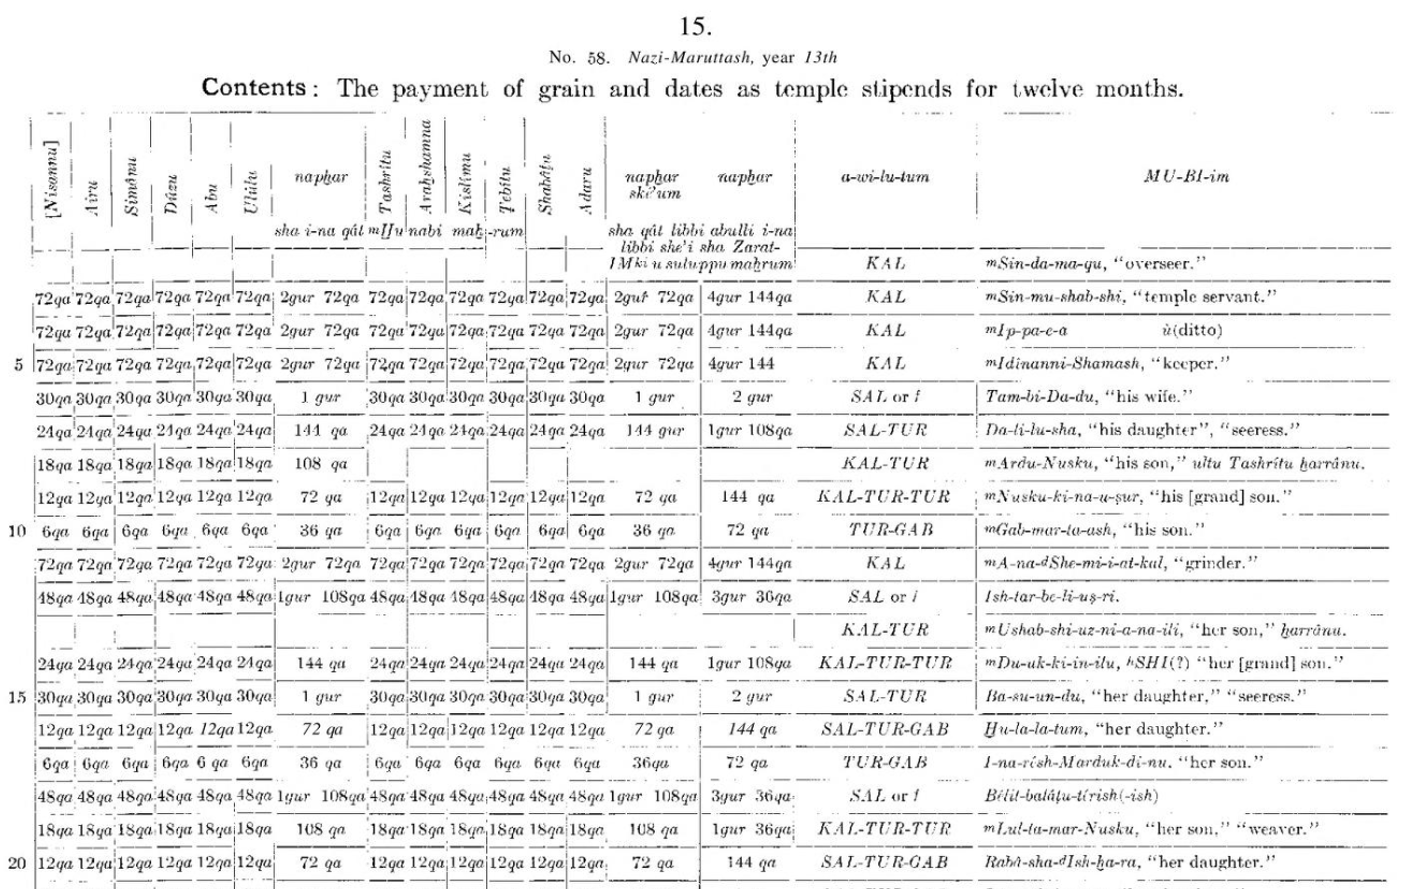 15.
No. 58. Nazi-Maruttash, year 13th
Contents: The payment of grain and dates as temple stipends for twelve months.
[Nisannu] Airu Simânu Dûzu Abu Ulûlu naphar Tashrîtu Araḫshamna Kislîmu Ṭebîtu Shabâṭu Adaru napḫar napḫar a-wi-lu-tum MU-BI-im
sha i-na qât mḪunabi maḫ-rum sha qât libbi abulli i-na
libbi she'i sha Zarat-
IMki u suluppu maḫrum KAL mSin-da-ma-qu, "overseer."
72qa 72qa 72qa 72qa 72qa 72qa 2gur 72qa 72qa 72qa 72qa 72qa 72qa 72qa 2gur 72qa 4gur 144qa KAL mSin-mu-shab-shi, "temple servant."
72qa 72qa 72qa 72qa 72qa 72qa 2gur 72qa 72qa 72qa 72qa 72qa 72qa 72qa 2gur 72qa 4gur 144qa KAL mIp-pa-e-a ù(ditto)
5 72qa 72qa 72qa 72qa 72qa 72qa 2gur 72qa 72qa 72qa 72qa 72qa 72qa 72qa 2gur 72qa 4gur 144 KAL mIdinanni-Shamash, "keeper."
30qa 30qa 30qa 30qa 30qa 30qa 1 gur 30qa 30qa 30qa 30qa 30qa 30qa 1 gur 2 gur SAL or f Tam-bi-Da-du, "his wife."
24qa 24qa 24qa 24qa 24qa 24qa 144 qa 24qa 24qa 24qa 24qa 24qa 24qa 144 gur 1gur 108qa SAL-TUR Da-li-lu-sha, "his daughter", "seeress."
18qa 18qa 18qa 18qa 18qa 18qa 108 qa KAL-TUR mArdu-Nusku, "his son," ultu Tashrîtu ḫarrânu.
12qa 12qa 12qa 12qa 12qa 12qa 72 qa 12qa 12qa 12qa 12qa 12qa 12qa 72 qa 144 qa KAL-TUR-TUR mNusku-ki-na-u-ṣur, "his [grand] son."
10 6qa 6qa 6qa 6qa 6qa 6qa 36 qa 6qa 6qa 6qa 6qa 6qa 6qa 36 qa 72 qa TUR-GAB mGab-mar-ta-ash, "his son."
72qa 72qa 72qa 72qa 72qa 72qa 2gur 72qa 72qa 72qa 72qa 72qa 72qa 72qa 2gur 72qa 4gur 144qa KAL mA-na-dShe-mi-i-at-kal, "grinder."
48qa 48qa 48qa 48qa 48qa 48qa 1gur 108qa 48qa 48qa 48qa 48qa 48qa 48qa 1gur 108qa 3gur 36qa SAL or f Ish-tar-be-li-uṣ-ri.
KAL-TUR mUshab-shi-uz-ni-a-na-ili, "her son," ḫarrânu.
24qa 24qa 24qa 24qa 24qa 24qa 144 qa 24qa 24qa 24qa 24qa 24qa 24qa 144 qa 1gur 108qa KAL-TUR-TUR mDu-uk-ki-in-ilu, hSHI(?) "her [grand] son."
15 30qa 30qa 30qa 30qa 30qa 30qa 1 gur 30qa 30qa 30qa 30qa 30qa 30qa 1 gur 2 gur SAL-TUR Ba-su-un-du, "her daughter," "seeress."
12qa 12qa 12qa 12qa 12qa 12qa 72 qa 12qa 12qa 12qa 12qa 12qa 12qa 72 qa 144 qa SAL-TUR-GAB Ḫu-la-la-tum, "her daughter."
6qa 6qa 6qa 6qa 6 qa 6qa 36 qa 6qa 6qa 6qa 6qa 6qa 6qa 36qa 72 qa TUR-GAB I-na-rîsh-Marduk-di-nu. "her son."
48qa 48qa 48qa 48qa 48qa 48qa 1gur 108qa 48qa 48qa 48qa 48qa 48qa 48qa 1gur 108qa 3gur 36qa SAL or f Bêlit-balâṭu-tîrish(-ish)
18qa 18qa 18qa 18qa 18qa 18qa 108 qa 18qa 18qa 18qa 18qa 18qa 18qa 108 qa 1gur 36qa KAL-TUR-TUR mLul-ta-mar-Nusku, "her son," "weaver."
20 12qa 12qa 12qa 12qa 12qa 12qa 72 qa 12qa 12qa 12qa 12qa 12qa 12qa 72 qa 144 qa SAL-TUR-GAB Rabâ-sha-dIsh-ḫa-ra, "her daughter."